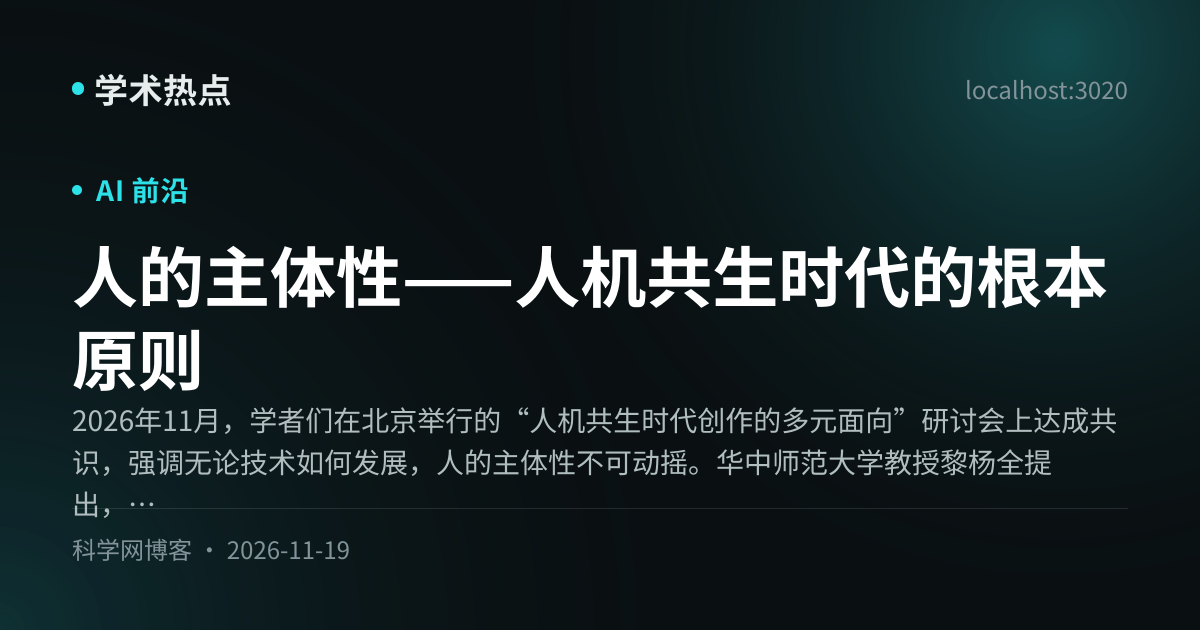 学术热点
localhost:3020
AI 前沿
人的主体性——人机共生时代的根本
原则
2026年11月，学者们在北京举行的“人机共生时代创作的多元面向”研讨会上达成共
识，强调无论技术如何发展，人的主体性不可动摇。华中师范大学教授黎杨全提
出，…
科学网博客 · 2026-11-19